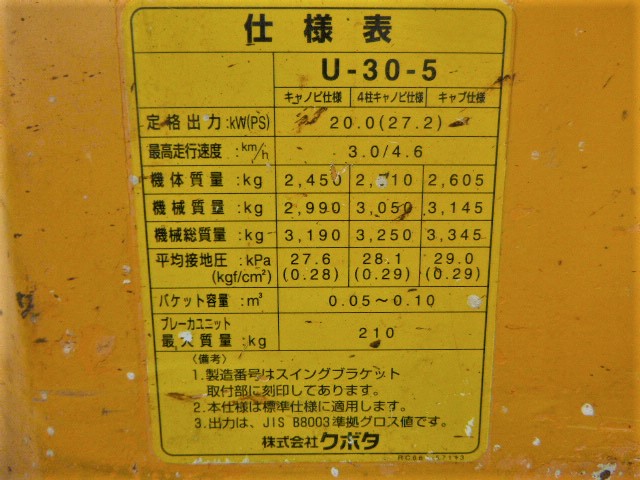 仕様表
U-30-5
キャノピ仕様 4柱キャノピ仕様 キャブ仕様
定格出力:kW(PS) 20.0(27.2)
最高走行速度:km/h 3.0/4.6
機体質量:kg 2,450 2,605
機械質量:kg 2,990 3,050 3,145
機械総質量:kg 3,190 3,250 3,345
平均接地圧:kPa 27.6 28.1 29.0
(kgf/cm²) (0.28) (0.29) (0.29)
バケット容量:m³ 0.05～0.10
ブレーカユニット
最大質量:kg 210
〈備考〉
1.製造番号はスイングブラケット
取付部に刻印してあります。
2.本仕様は標準仕様に適用します。
3.出力は、JIS B8003準拠グロス値です。
株式会社クボタ